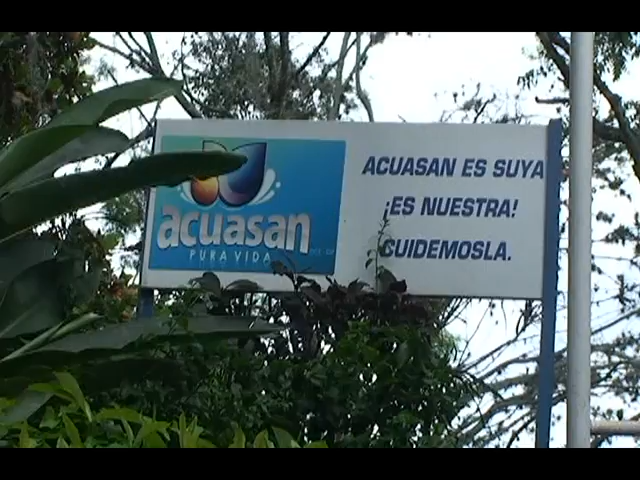 acuasan
PURA VIDA
ACUASAN ES SUYA
¡ES NUESTRA!
CUIDEMOSLA.